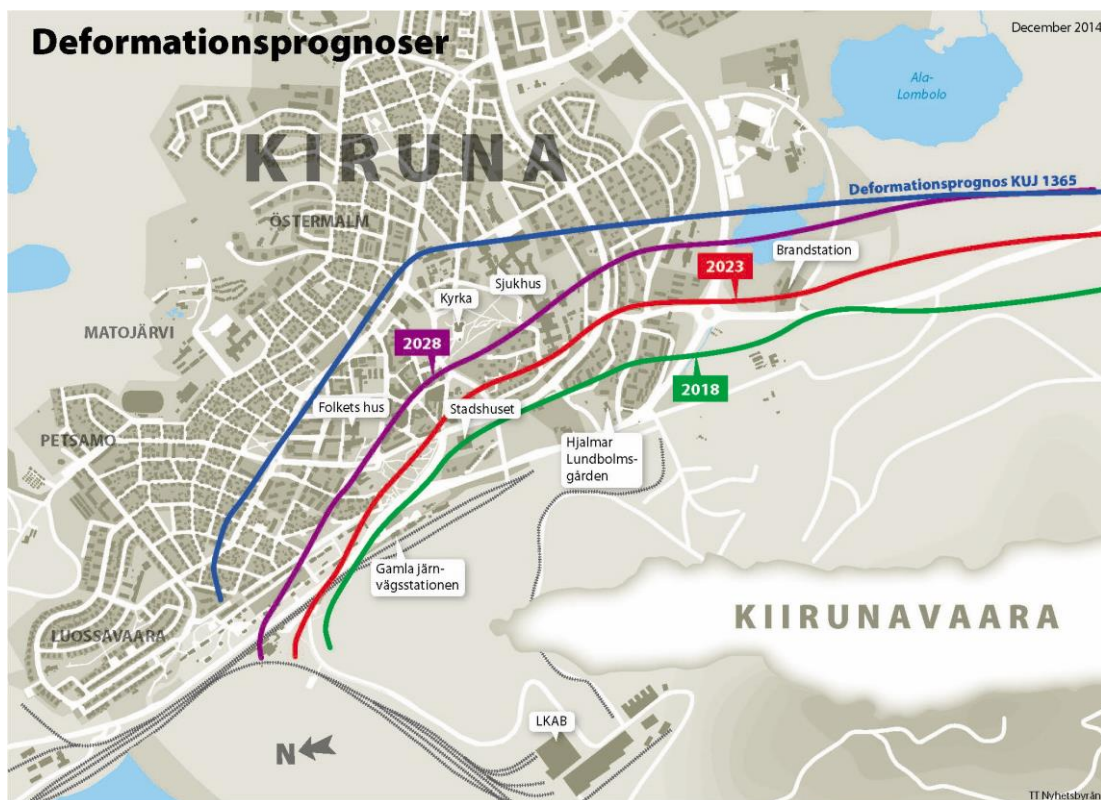 Deformationsprognoser
December 2014
Ala-
Lombolo
KIRUNA
Deformationsprognos KUJ 1365
ÖSTERMALM
Brandstation
2023
Sjukhus
Kyrka
MATOJÄRVI
2028
2018
Folkets hus
Stadshuset
PETSAMO
Hjalmar
Lundbolms-
gården
Gamla järn-
vägsstationen
KIIRUNAVAARA
LUOSSAVAARA
LKAB
N
TT Nyhetsbyrån